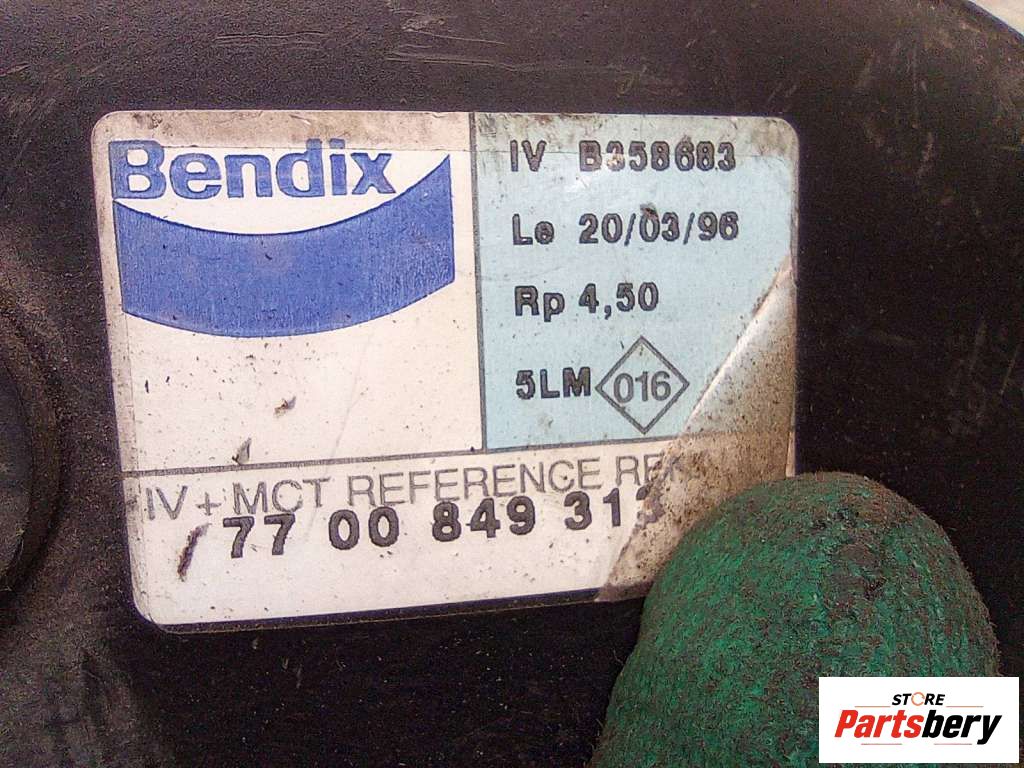 Bendix
IV B358683
Le 20/03/96
Rp 4,50
5LM 016
IV + MCT REFERENCE
77 00 849 313
STORE
Partsbery